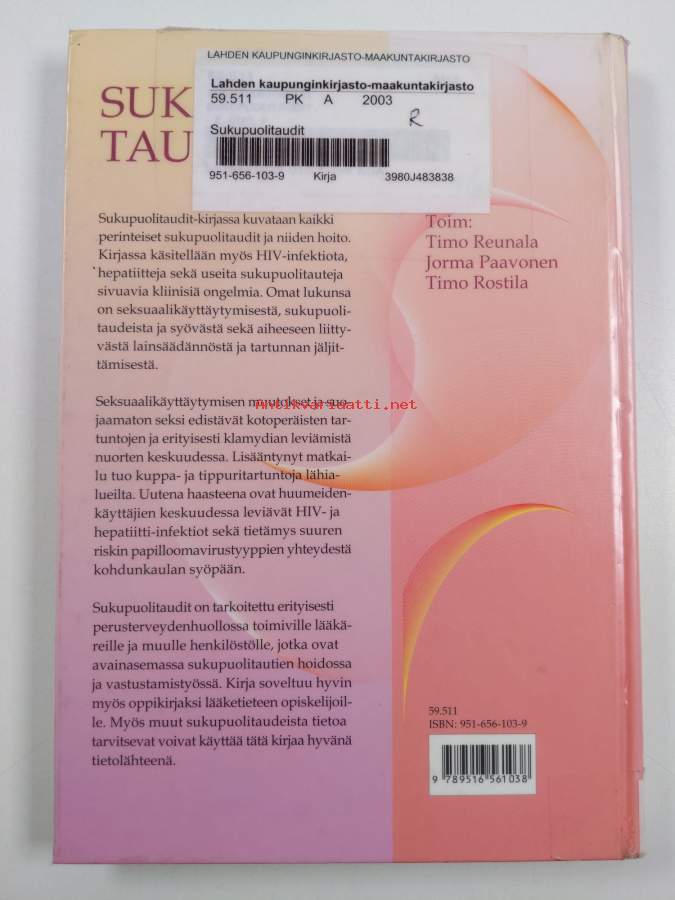 LAHDEN KAUPUNGINKIRJASTO-MAAKUNTAKIRJASTO
Lahden kaupunginkirjasto-maakuntakirjasto
59.511 PK A 2003
R
Sukupuolitaudit
951-656-103-9 Kirja 3980J483838
SUK
TAU
Toim:
Timo Reunala
Jorma Paavonen
Timo Rostila
Sukupuolitaudit-kirjassa kuvataan kaikki
perinteiset sukupuolitaudit ja niiden hoito.
Kirjassa käsitellään myös HIV-infektiota,
hepatiitteja sekä useita sukupuolitauteja
sivuavia kliinisiä ongelmia. Omat lukunsa
on seksuaalikäyttäytymisestä, sukupuoli-
taudeista ja syövästä sekä aiheeseen liitty-
västä lainsäädännöstä ja tartunnan jäljit-
tämisestä.
Seksuaalikäyttäytymisen muutokset ja suo-
jaamaton seksi edistävät kotoperäisten tar-
tuntojen ja erityisesti klamydian leviämistä
nuorten keskuudessa. Lisääntynyt matkai-
lu tuo kuppa- ja tippuritartuntoja lähia-
lueilta. Uutena haasteena ovat huumeiden-
käyttäjien keskuudessa leviävät HIV- ja
hepatiitti-infektiot sekä tietämys suuren
riskin papilloomavirustyyppien yhteydestä
kohdunkaulan syöpään.
Sukupuolitaudit on tarkoitettu erityisesti
perusterveydenhuollossa toimiville lääkä-
reille ja muulle henkilöstölle, jotka ovat
avainasemassa sukupuolitautien hoidossa
ja vastustamistyössä. Kirja soveltuu hyvin
myös oppikirjaksi lääketieteen opiskelijoil-
le. Myös muut sukupuolitaudeista tietoa
tarvitsevat voivat käyttää tätä kirjaa hyvänä
tietolähteenä.
Antikvariaatti.net
59.511
ISBN: 951-656-103-9
9 789516 561038